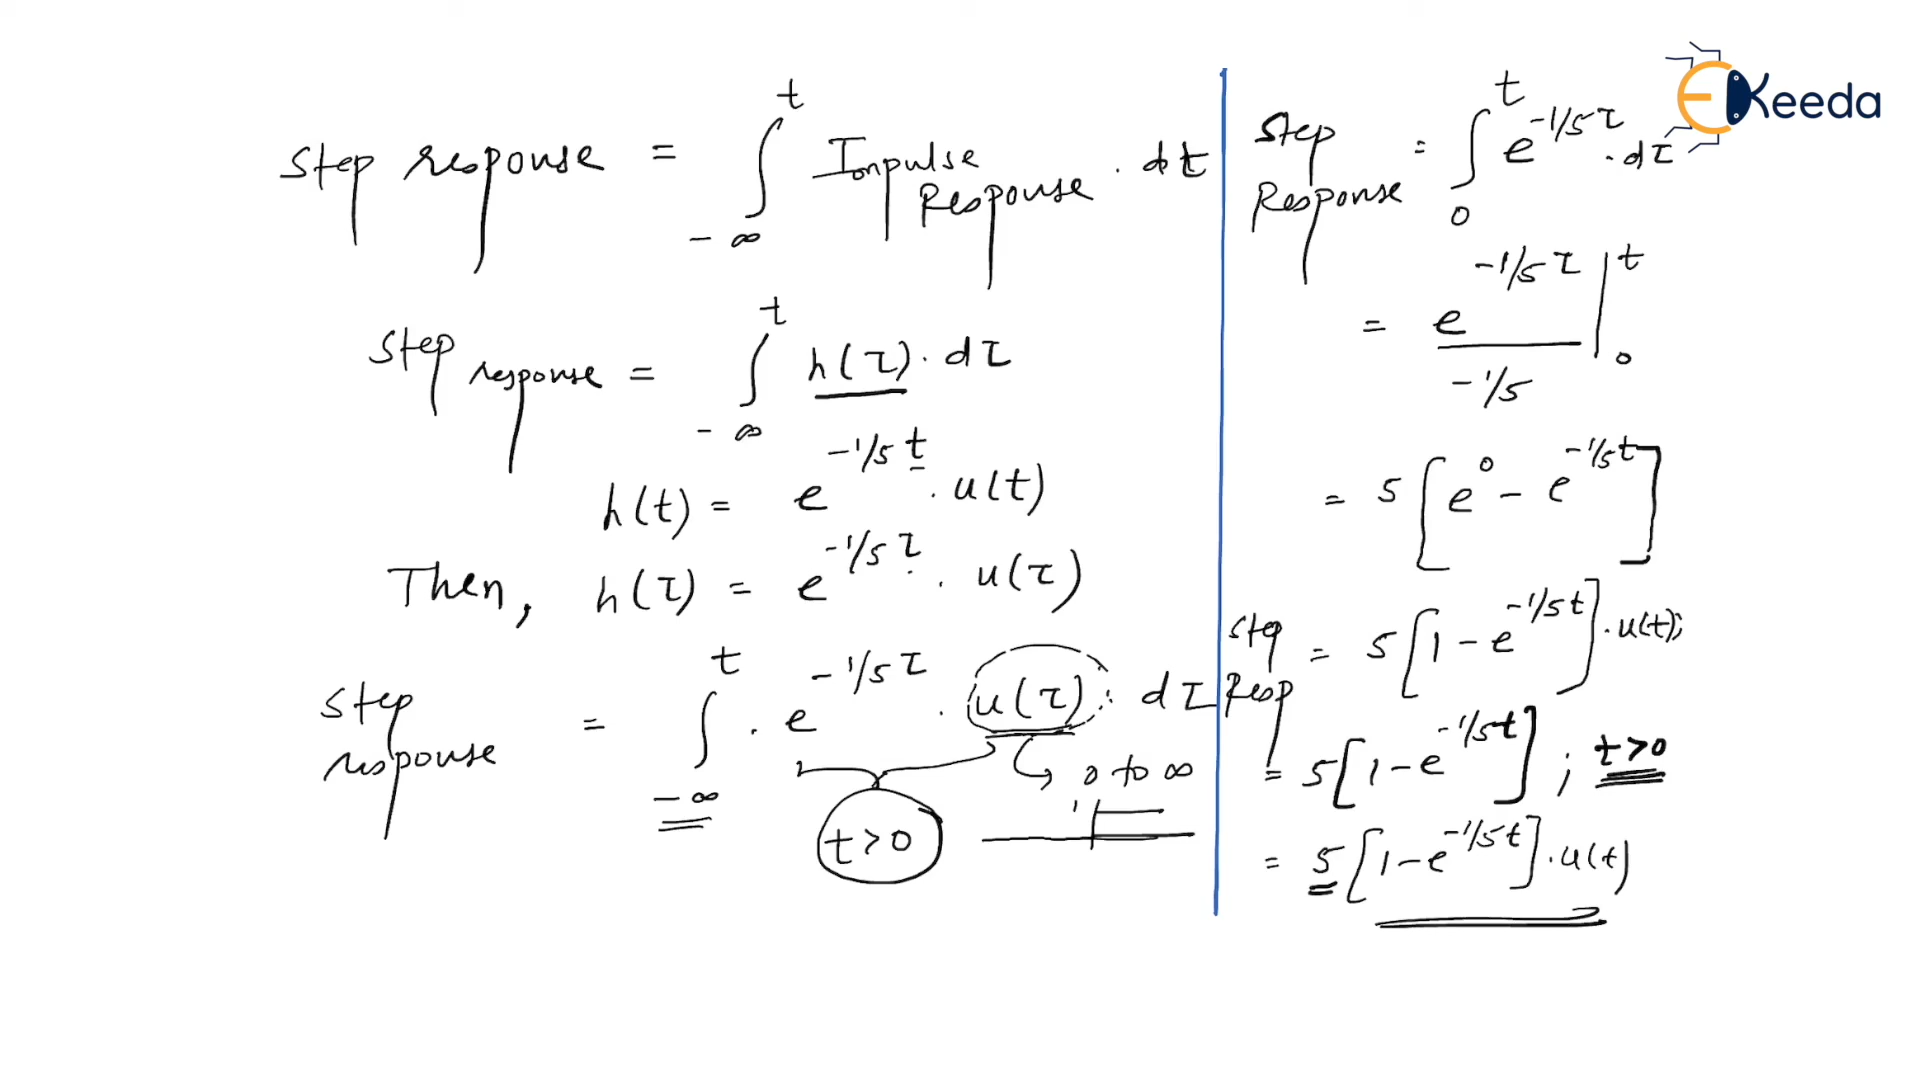 Step response = ∫_{-∞}^{t} Impulse Response . dt
Step response = ∫_{-∞}^{t} h(τ) . dτ
h(t) = e^{-1/5 t} . u(t)
Then, h(τ) = e^{-1/5 τ} . u(τ)
Step response = ∫_{-∞}^{t} . e^{-1/5 τ} . u(τ) . dτ
0 to ∞
1
t > 0
EKeeda
Step Response = ∫_{0}^{t} e^{-1/5 τ} . dτ
= e^{-1/5 τ} / -1/5 |_{0}^{t}
= 5 [e^{0} - e^{-1/5 t}]
Step Resp = 5 [1 - e^{-1/5 t}] . u(t);
= 5 [1 - e^{-1/5 t}] ; t > 0
= 5 [1 - e^{-1/5 t}] . u(t)